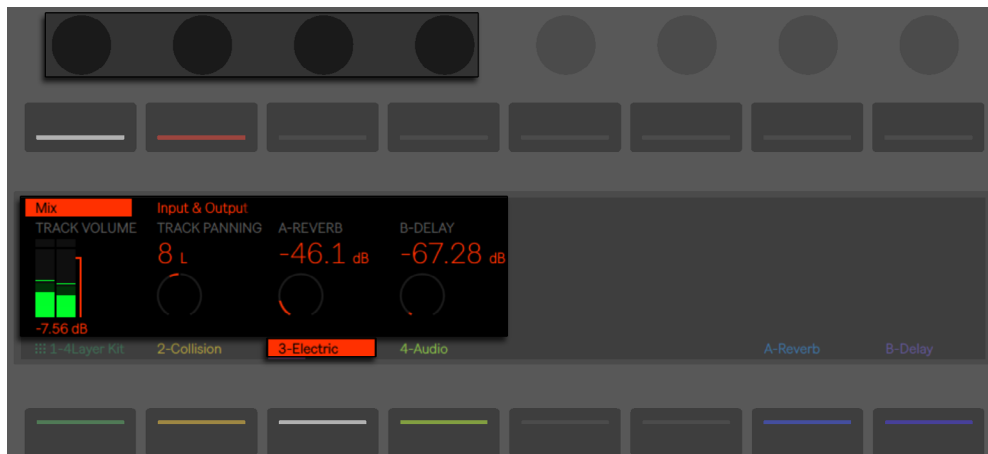 Mix Input & Output
TRACK VOLUME TRACK PANNING A-REVERB B-DELAY
8 L -46.1 dB -67.28 dB
-7.56 dB
1-4Layer Kit 2-Collision 3-Electric 4-Audio A-Reverb B-Delay